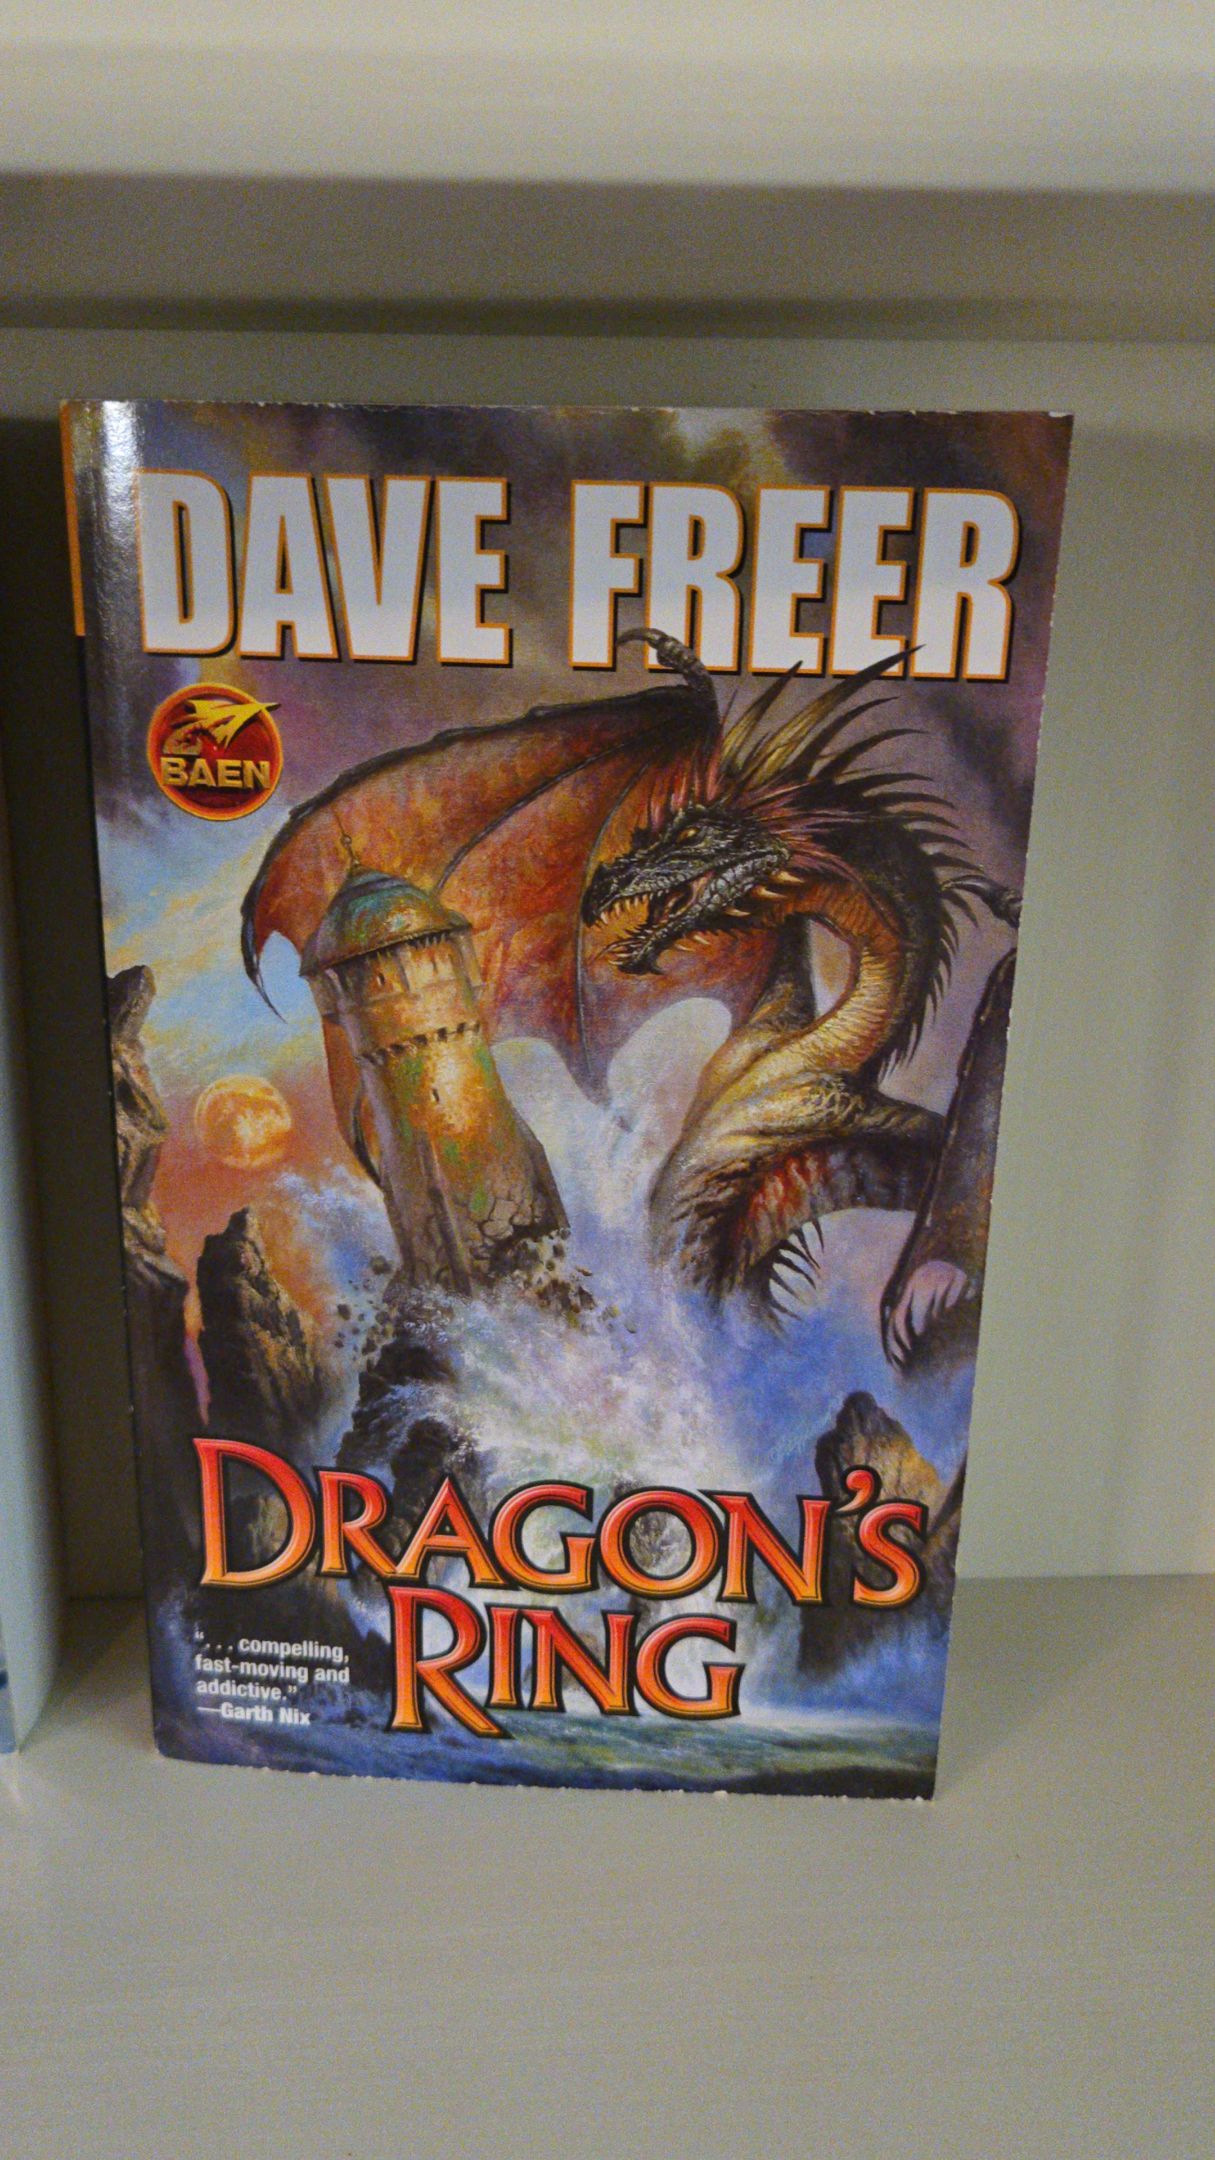 DAVE FREER
BAEN
DRAGON'S
RING
". . . compelling,
fast-moving and
addictive."
—Garth Nix